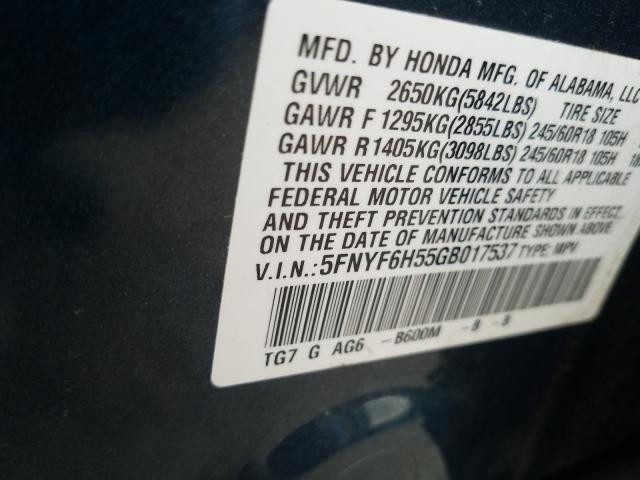 MFD. BY HONDA MFG. OF ALABAMA, LLC
GVWR 2650KG(5842LBS) TIRE SIZE
GAWR F 1295KG(2855LBS) 245/60R18 105H
GAWR R 1405KG(3098LBS) 245/60R18 105H
THIS VEHICLE CONFORMS TO ALL APPLICABLE
FEDERAL MOTOR VEHICLE SAFETY
AND THEFT PREVENTION STANDARDS IN EFFECT
ON THE DATE OF MANUFACTURE SHOWN ABOVE.
V.I.N.:5FNYF6H55GB017537 TYPE: MPV
TG7 G AG6 -B600M -B -B